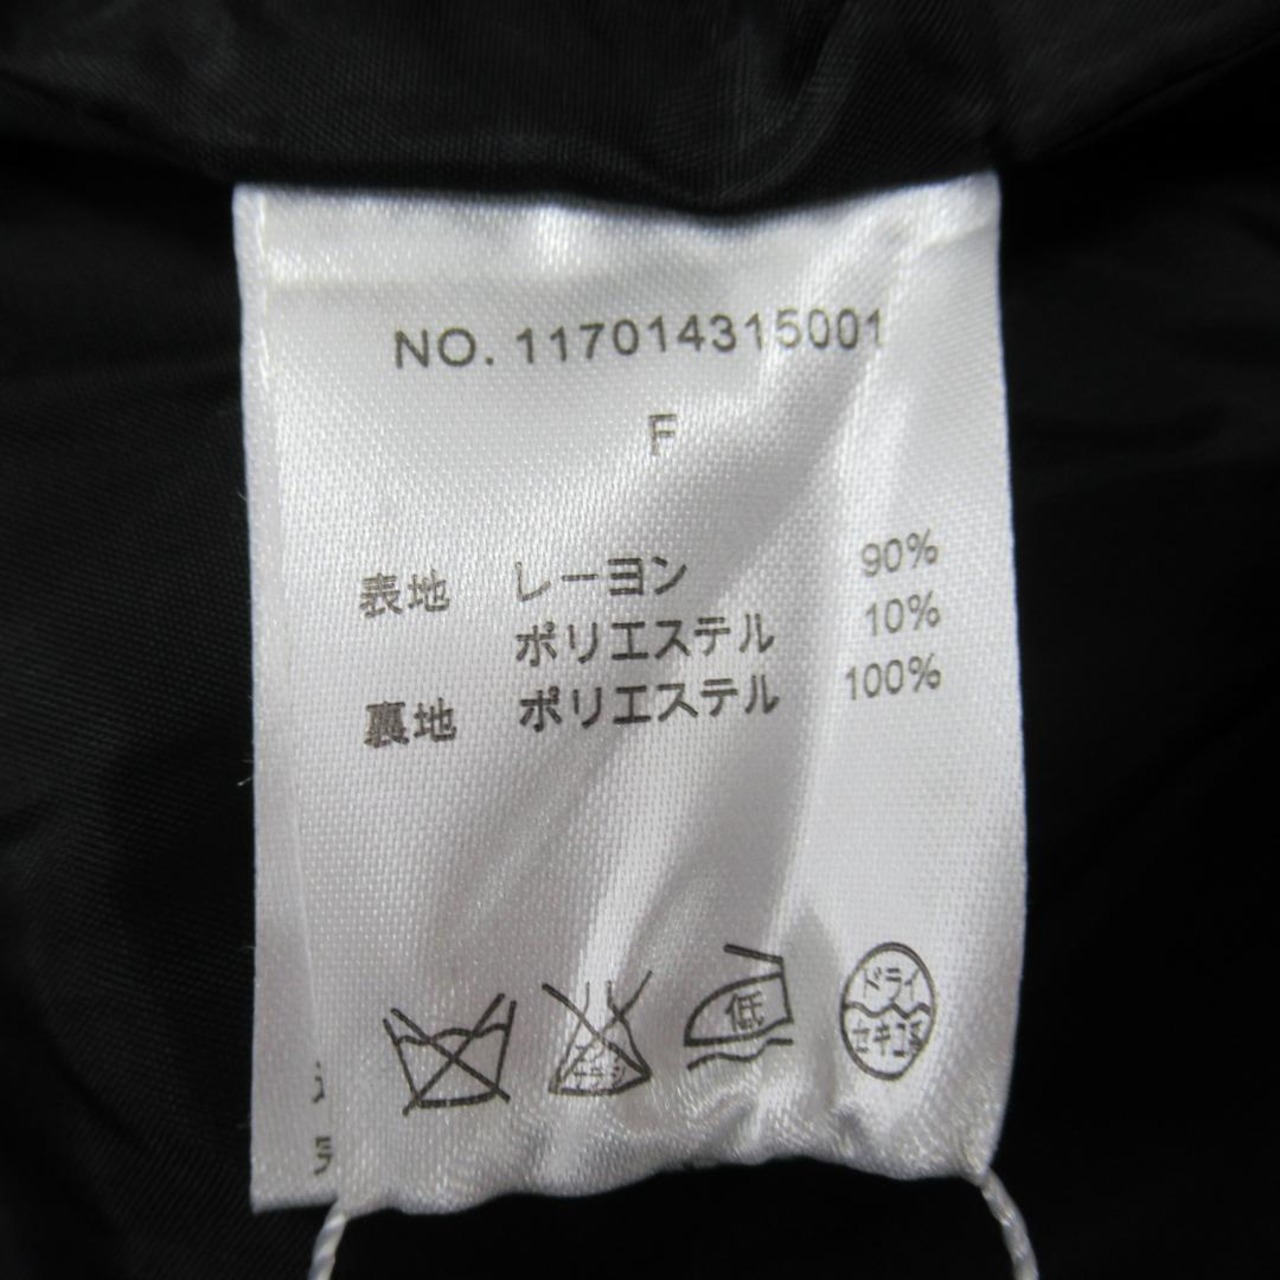 NO. 117014315001
F
表地 レーヨン 90%
ポリエステル 10%
裏地 ポリエステル 100%
低
ドライ
セキユ系